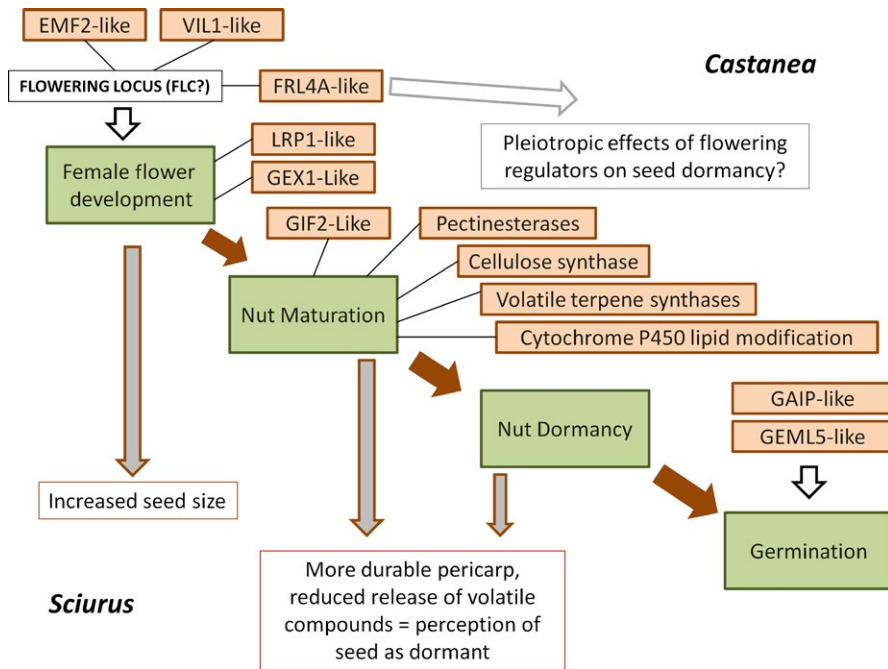 EMF2-like
VIL1-like
Castanea
FLOWERING LOCUS (FLC?)
FRL4A-like
Pleiotropic effects of flowering
regulators on seed dormancy?
LRP1-like
Female flower
development
GEX1-Like
GIF2-Like
Pectinesterases
Cellulose synthase
Volatile terpene synthases
Nut Maturation
Cytochrome P450 lipid modification
GAIP-like
GEML5-like
Nut Dormancy
Increased seed size
Germination
More durable pericarp,
reduced release of volatile
compounds = perception of
seed as dormant
Sciurus